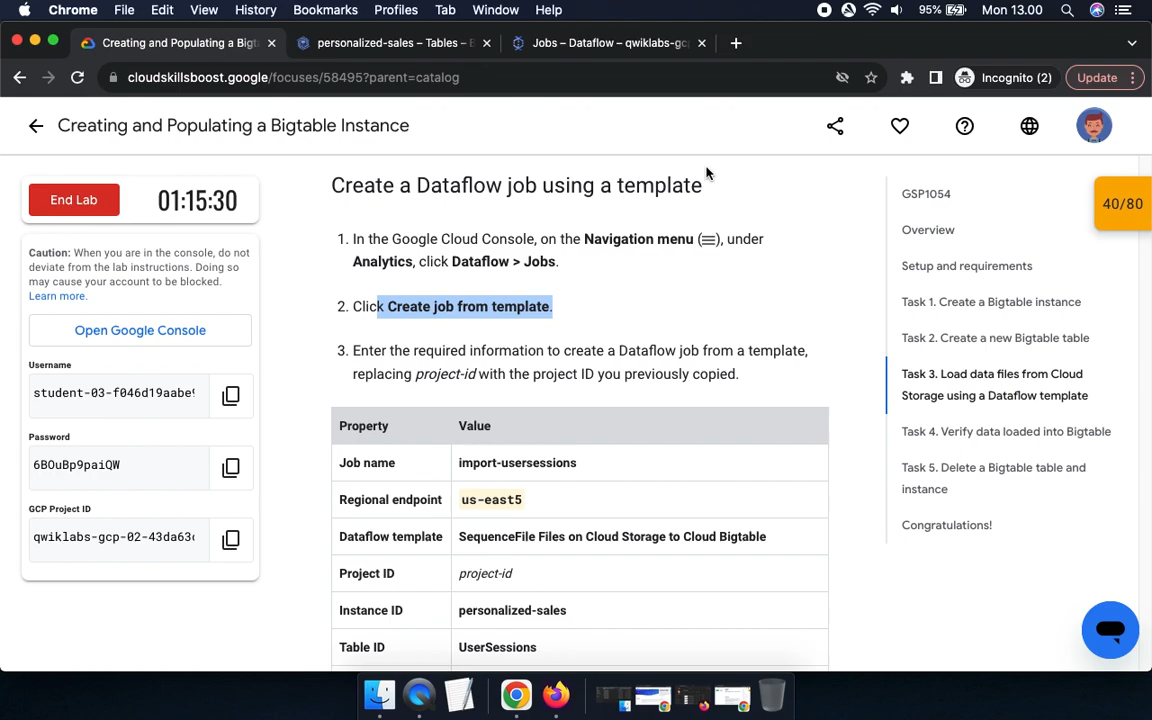 Chrome File Edit View History Bookmarks Profiles Tab Window Help 95% Mon 13.00
Creating and Populating a Bigt personalized-sales – Tables – B Jobs – Dataflow – qwiklabs-gc
cloudskillsboost.google/focuses/58495?parent=catalog Incognito (2) Update
Creating and Populating a Bigtable Instance
End Lab 01:15:30
Caution: When you are in the console, do not
deviate from the lab instructions. Doing so
may cause your account to be blocked.
Learn more.
Open Google Console
Username
student-03-f046d19aabe9
Password
6BOuBp9paiQW
GCP Project ID
qwiklabs-gcp-02-43da63
Create a Dataflow job using a template
1. In the Google Cloud Console, on the Navigation menu (☰), under
Analytics, click Dataflow > Jobs.
2. Click Create job from template.
3. Enter the required information to create a Dataflow job from a template,
replacing project-id with the project ID you previously copied.
Property Value
Job name import-usersessions
Regional endpoint us-east5
Dataflow template SequenceFile Files on Cloud Storage to Cloud Bigtable
Project ID project-id
Instance ID personalized-sales
Table ID UserSessions
GSP1054
Overview
Setup and requirements
Task 1. Create a Bigtable instance
Task 2. Create a new Bigtable table
Task 3. Load data files from Cloud
Storage using a Dataflow template
Task 4. Verify data loaded into Bigtable
Task 5. Delete a Bigtable table and
instance
Congratulations!
40/80